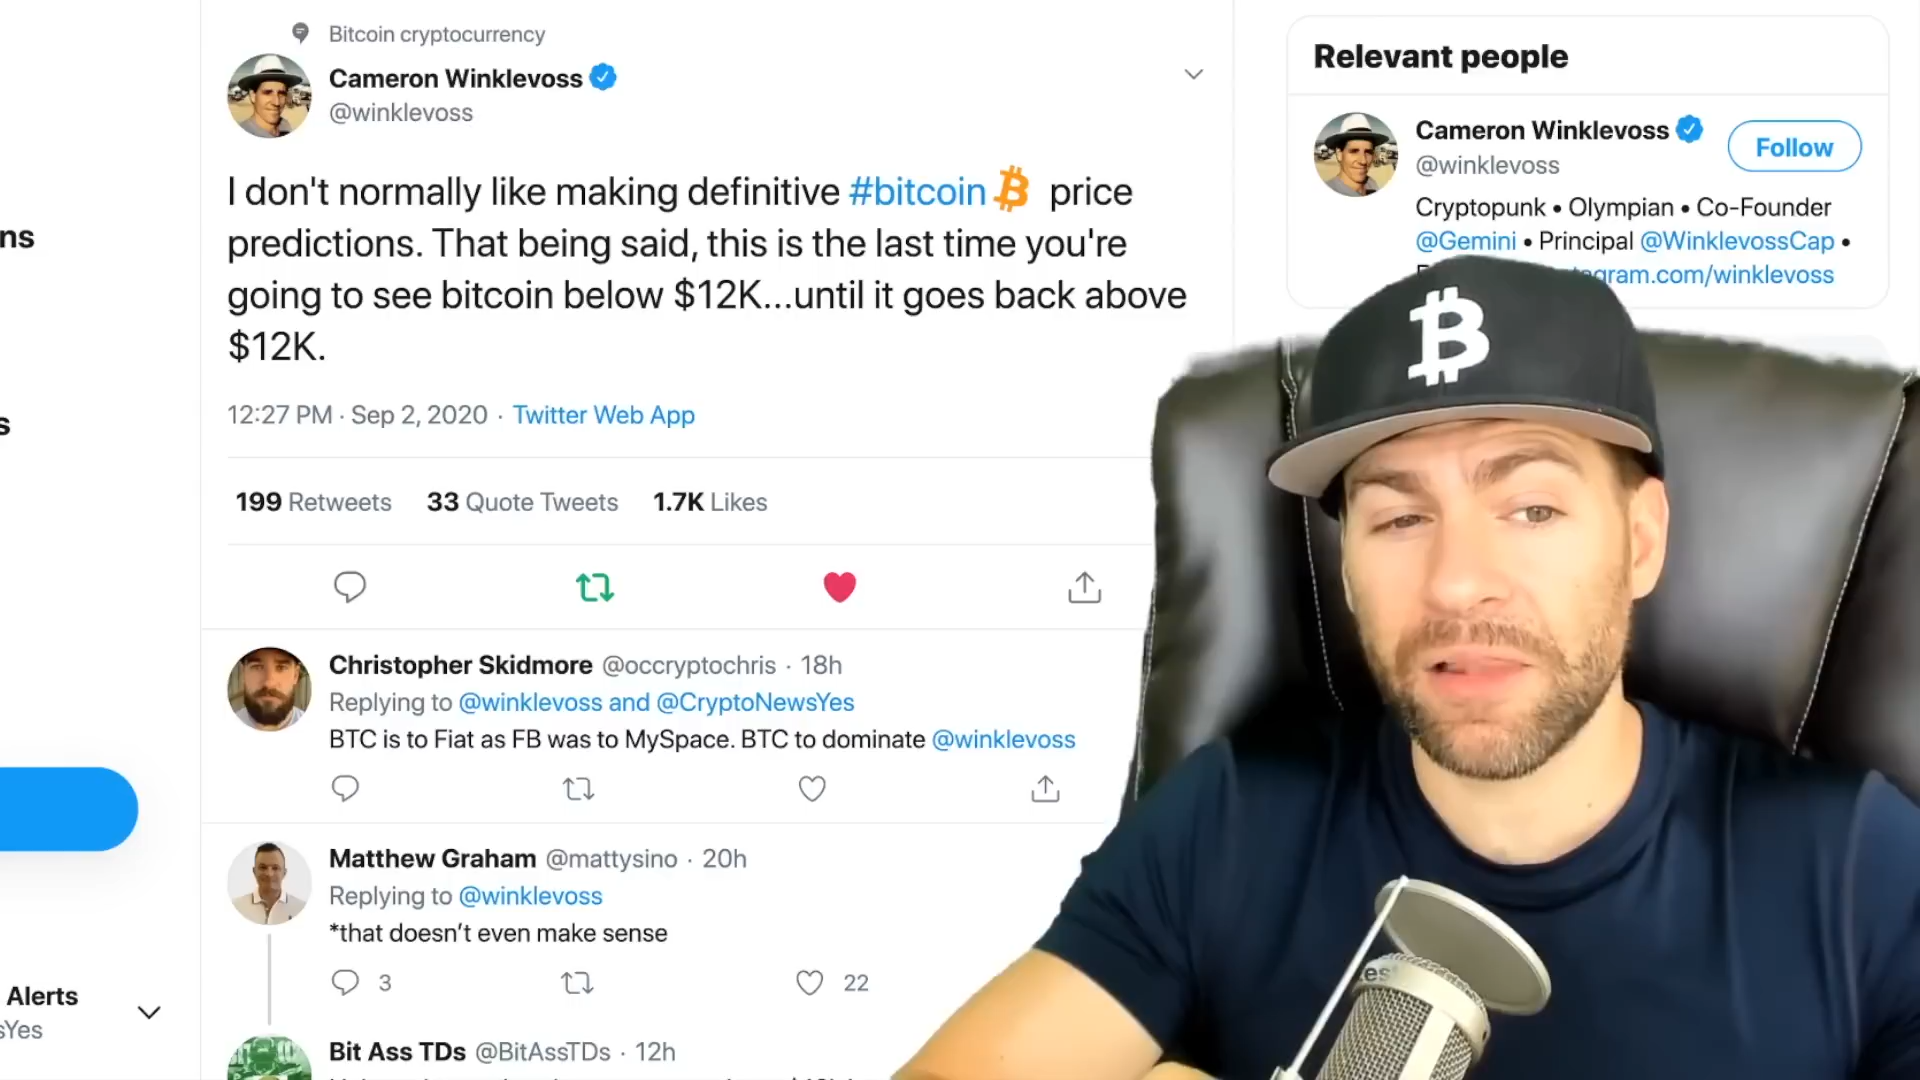 Bitcoin cryptocurrency
Cameron Winklevoss
@winklevoss
I don't normally like making definitive #bitcoin price
predictions. That being said, this is the last time you're
going to see bitcoin below $12K...until it goes back above
$12K.
12:27 PM · Sep 2, 2020 · Twitter Web App
199 Retweets 33 Quote Tweets 1.7K Likes
Christopher Skidmore @occryptochris · 18h
Replying to @winklevoss and @CryptoNewsYes
BTC is to Fiat as FB was to MySpace. BTC to dominate @winklevoss
Matthew Graham @mattysino · 20h
Replying to @winklevoss
*that doesn’t even make sense
3 22
Bit Ass TDs @BitAssTDs · 12h
Relevant people
Cameron Winklevoss
@winklevoss
Follow
Cryptopunk • Olympian • Co-Founder
@Gemini • Principal @WinklevossCap •
gram.com/winklevoss
ns
s
Alerts
sYes